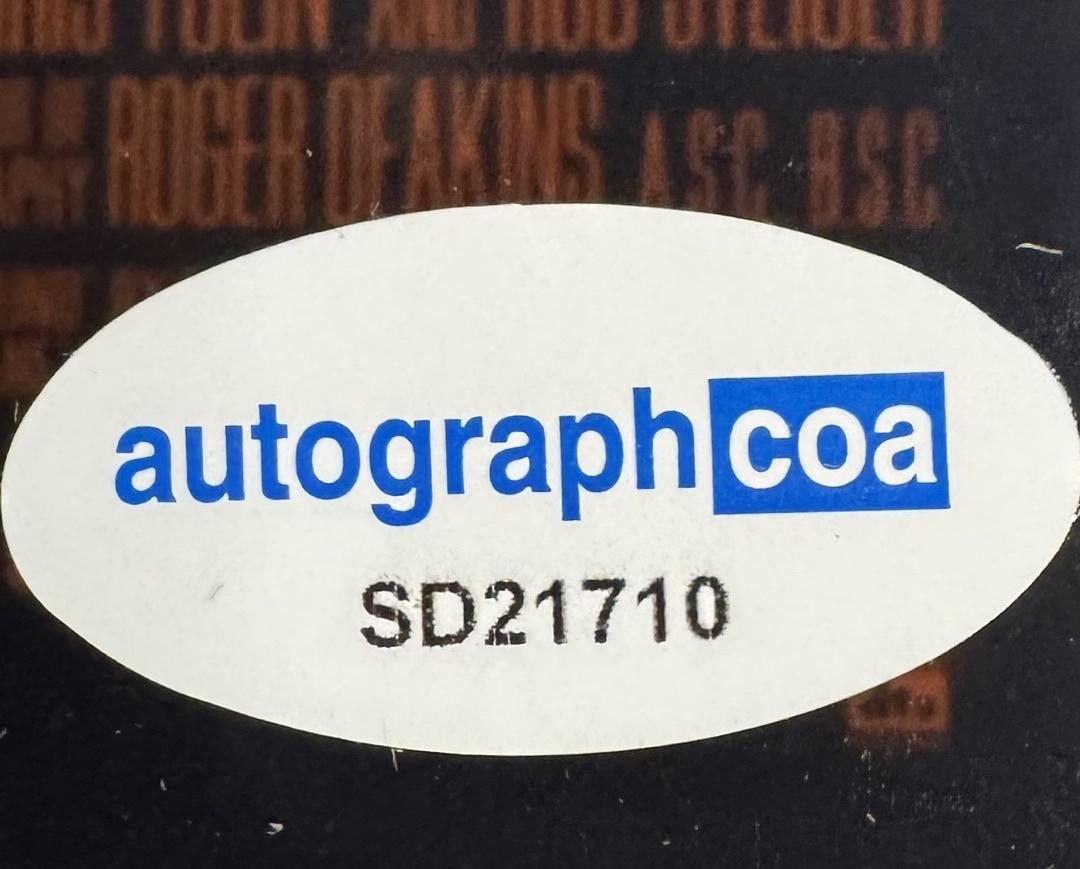 ROGER DEAKINS ASC, BSC
autographcoa
SD21710